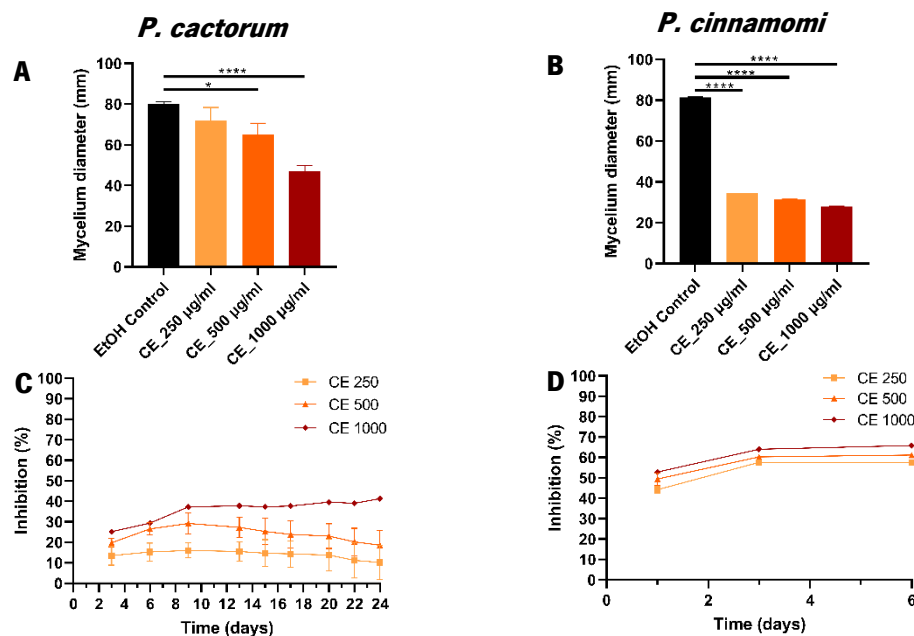 P. cactorum
P. cinnamomi
A
Mycelium diameter (mm)
100
80
60
40
20
0
****
*
EtOH Control
CE_250 µg/ml
CE_500 µg/ml
CE_1000 µg/ml
B
Mycelium diameter (mm)
100
80
60
40
20
0
****
****
****
EtOH Control
CE_250 µg/ml
CE_500 µg/ml
CE_1000 µg/ml
C
Inhibition (%)
100
90
80
70
60
50
40
30
20
10
0
CE 250
CE 500
CE 1000
0 2 4 6 8 10 12 14 16 18 20 22 24
Time (days)
D
Inhibition (%)
100
90
80
70
60
50
40
30
20
10
0
CE 250
CE 500
CE 1000
0 2 4 6
Time (days)